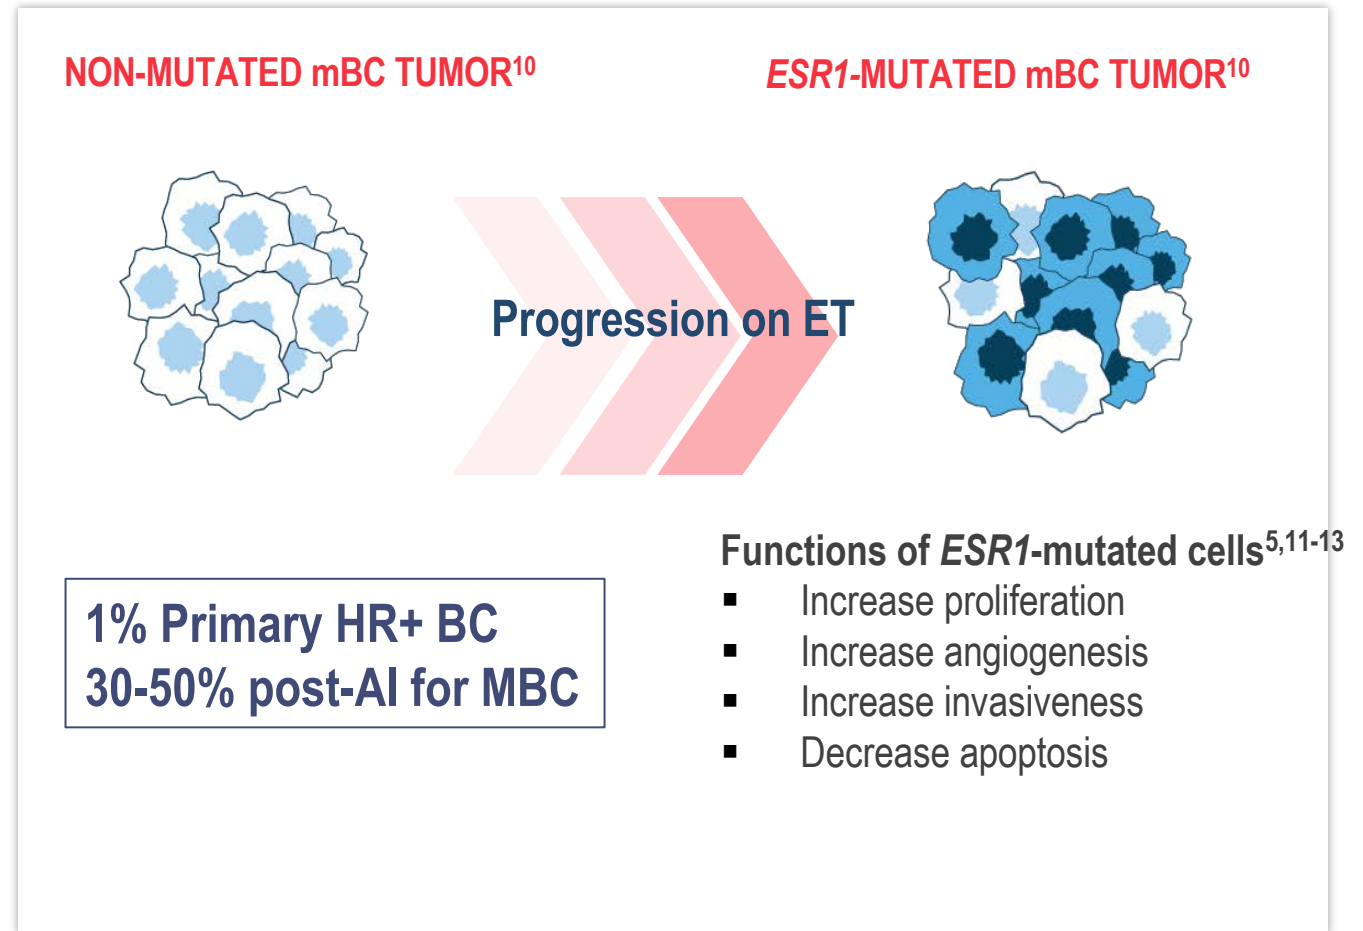 NON-MUTATED mBC TUMOR10
ESR1-MUTATED mBC TUMOR10
Progression on ET
1% Primary HR+ BC
30-50% post-AI for MBC
Functions of ESR1-mutated cells5,11-13
▪ Increase proliferation
▪ Increase angiogenesis
▪ Increase invasiveness
▪ Decrease apoptosis